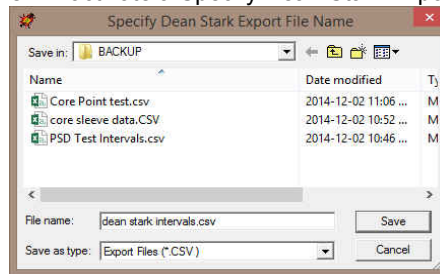 Specify Dean Stark Export File Name
Save in: BACKUP
Name Date modified
Core Point test.csv 2014-12-02 11:06 ... M
core sleeve data.CSV 2014-12-02 10:52 ... M
PSD Test Intervals.csv 2014-12-02 10:46 ... M
File name: dean stark intervals.csv Save
Save as type: Export Files (*.CSV ) Cancel